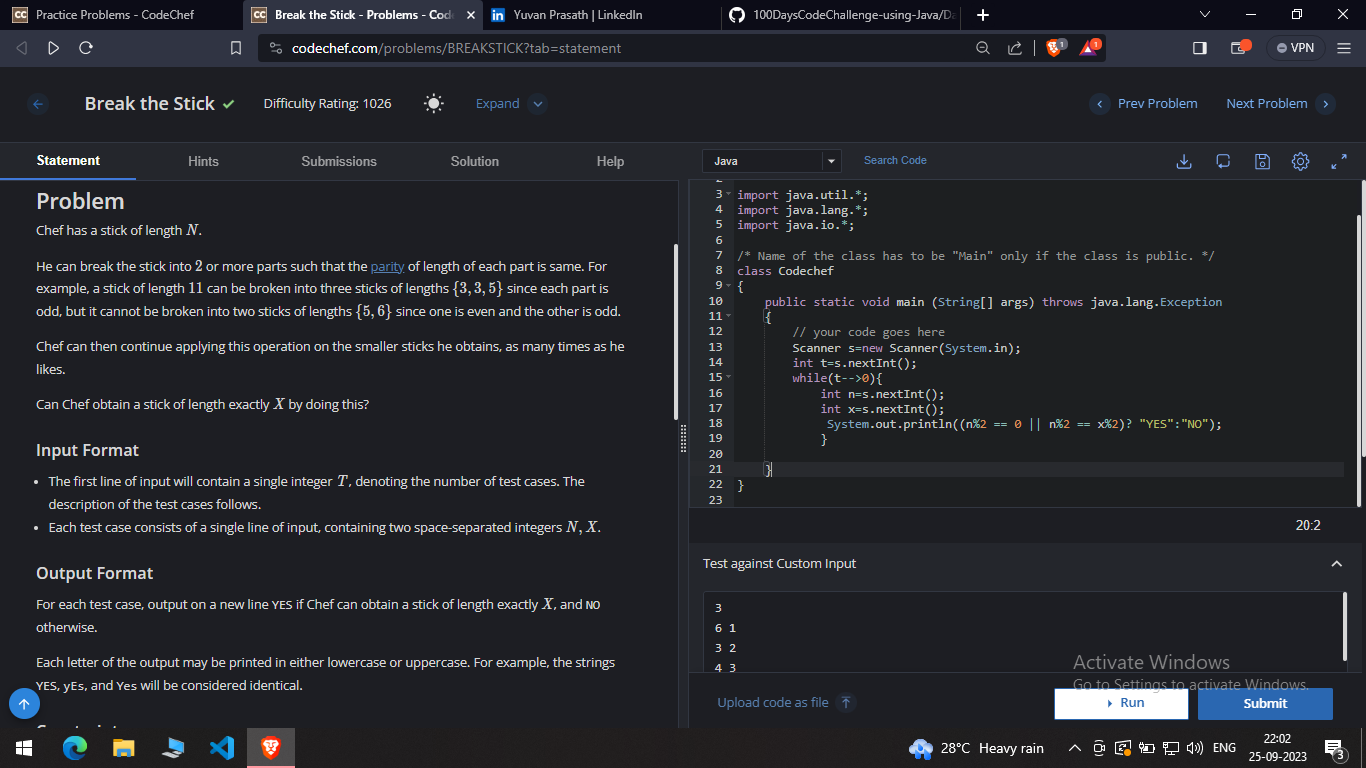 Practice Problems - CodeChef
Break the Stick - Problems - Cod
Yuvan Prasath | LinkedIn
100DaysCodeChallenge-using-Java/Da
codechef.com/problems/BREAKSTICK?tab=statement
1
1
VPN
Break the Stick
Difficulty Rating: 1026
Expand
Prev Problem
Next Problem
Statement
Hints
Submissions
Solution
Help
Problem
Chef has a stick of length N.
He can break the stick into 2 or more parts such that the parity of length of each part is same. For
example, a stick of length 11 can be broken into three sticks of lengths {3, 3, 5} since each part is
odd, but it cannot be broken into two sticks of lengths {5, 6} since one is even and the other is odd.
Chef can then continue applying this operation on the smaller sticks he obtains, as many times as he
likes.
Can Chef obtain a stick of length exactly X by doing this?
Input Format
• The first line of input will contain a single integer T, denoting the number of test cases. The
description of the test cases follows.
• Each test case consists of a single line of input, containing two space-separated integers N, X.
Output Format
For each test case, output on a new line YES if Chef can obtain a stick of length exactly X, and NO
otherwise.
Each letter of the output may be printed in either lowercase or uppercase. For example, the strings
YES, yEs, and Yes will be considered identical.
Java
Search Code
3 import java.util.*;
4 import java.lang.*;
5 import java.io.*;
6
7 /* Name of the class has to be "Main" only if the class is public. */
8 class Codechef
9 {
10 public static void main (String[] args) throws java.lang.Exception
11 {
12 // your code goes here
13 Scanner s=new Scanner(System.in);
14 int t=s.nextInt();
15 while(t-->0){
16 int n=s.nextInt();
17 int x=s.nextInt();
18 System.out.println((n%2 == 0 || n%2 == x%2)? "YES":"NO");
19 }
20
21 }
22 }
23
20:2
Test against Custom Input
3
6 1
3 2
4 3
Activate Windows
Go to Settings to activate Windows.
Upload code as file
Run
Submit
28°C Heavy rain
ENG
22:02
25-09-2023
3